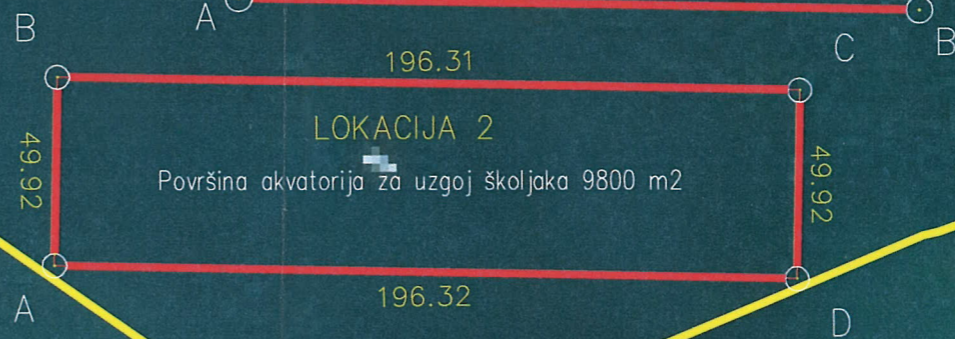 A
B
B
C
196.31
LOKACIJA 2
49.92
Površina akvatorija za uzgoj školjaka 9800 m2
49.92
196.32
A
D